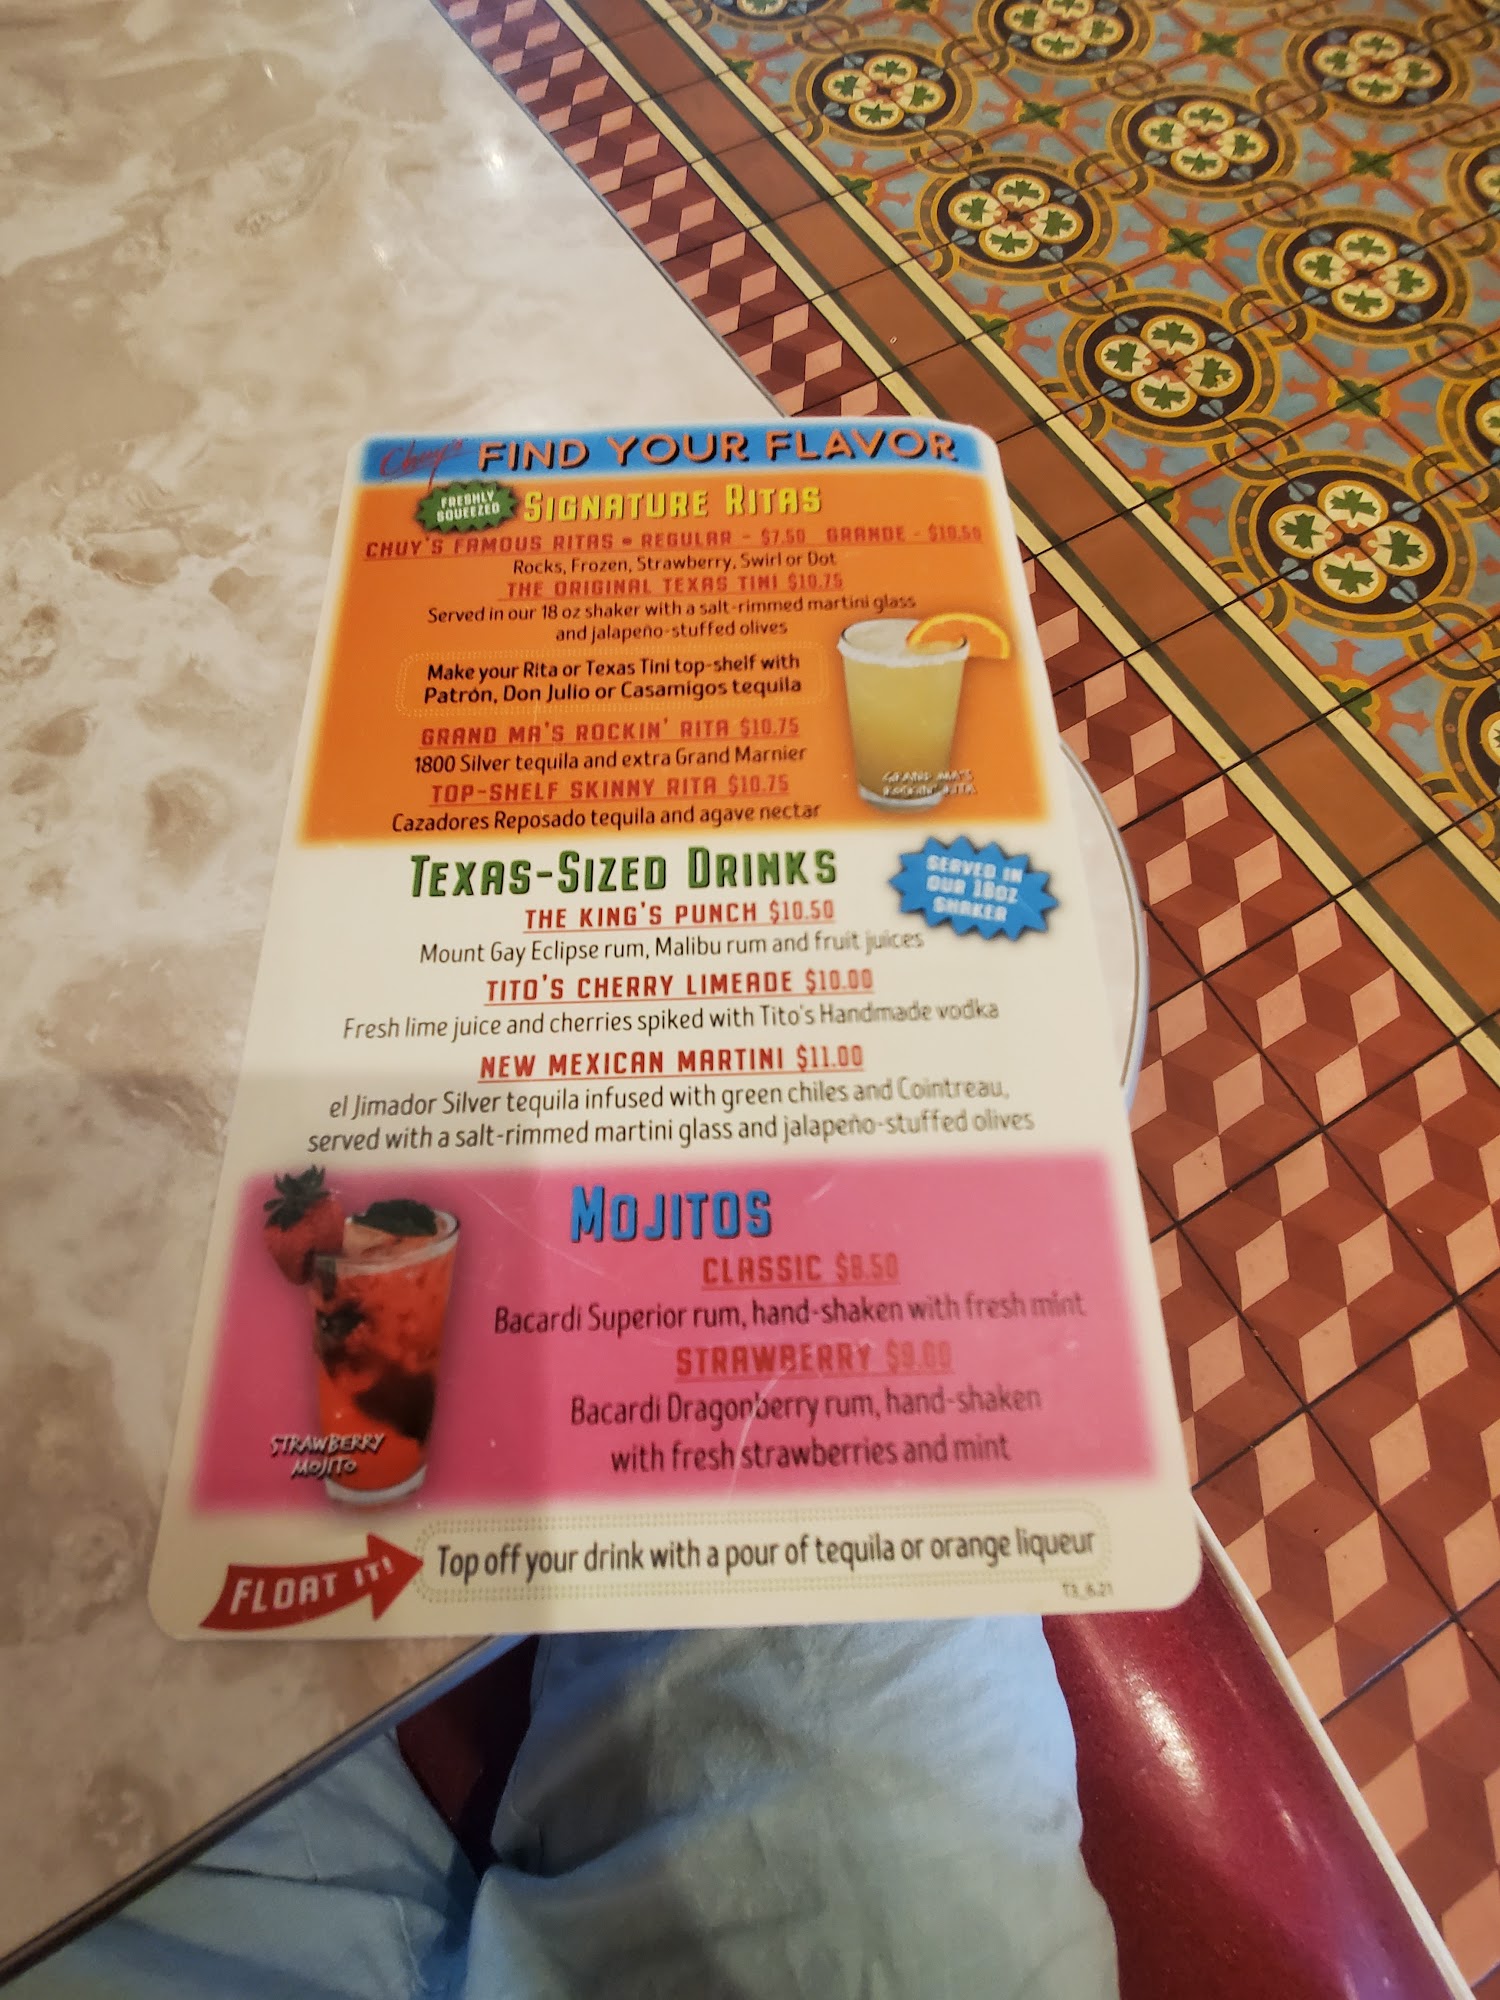 Chuy's FIND YOUR FLAVOR
FRESHLY
SQUEEZED
SIGNATURE RITAS
CHUY'S FAMOUS RITAS • REGULAR - $7.50 GRANDE - $10.50
Rocks, Frozen, Strawberry, Swirl or Dot
THE ORIGINAL TEXAS TINI $10.75
Served in our 18 oz shaker with a salt-rimmed martini glass
and jalapeño-stuffed olives
Make your Rita or Texas Tini top-shelf with
Patrón, Don Julio or Casamigos tequila
GRAND MA'S ROCKIN' RITA $10.75
1800 Silver tequila and extra Grand Marnier
TOP-SHELF SKINNY RITA $10.75
Cazadores Reposado tequila and agave nectar
GRAND MA'S
ROCKIN' RITA
TEXAS-SIZED DRINKS
SERVED IN
OUR 18OZ
SHAKER
THE KING'S PUNCH $10.50
Mount Gay Eclipse rum, Malibu rum and fruit juices
TITO'S CHERRY LIMEADE $10.00
Fresh lime juice and cherries spiked with Tito's Handmade vodka
NEW MEXICAN MARTINI $11.00
el Jimador Silver tequila infused with green chiles and Cointreau,
served with a salt-rimmed martini glass and jalapeño-stuffed olives
MOJITOS
CLASSIC $8.50
Bacardi Superior rum, hand-shaken with fresh mint
STRAWBERRY $9.00
Bacardi Dragonberry rum, hand-shaken
with fresh strawberries and mint
STRAWBERRY
MOJITO
FLOAT IT!
Top off your drink with a pour of tequila or orange liqueur
T3_6.21